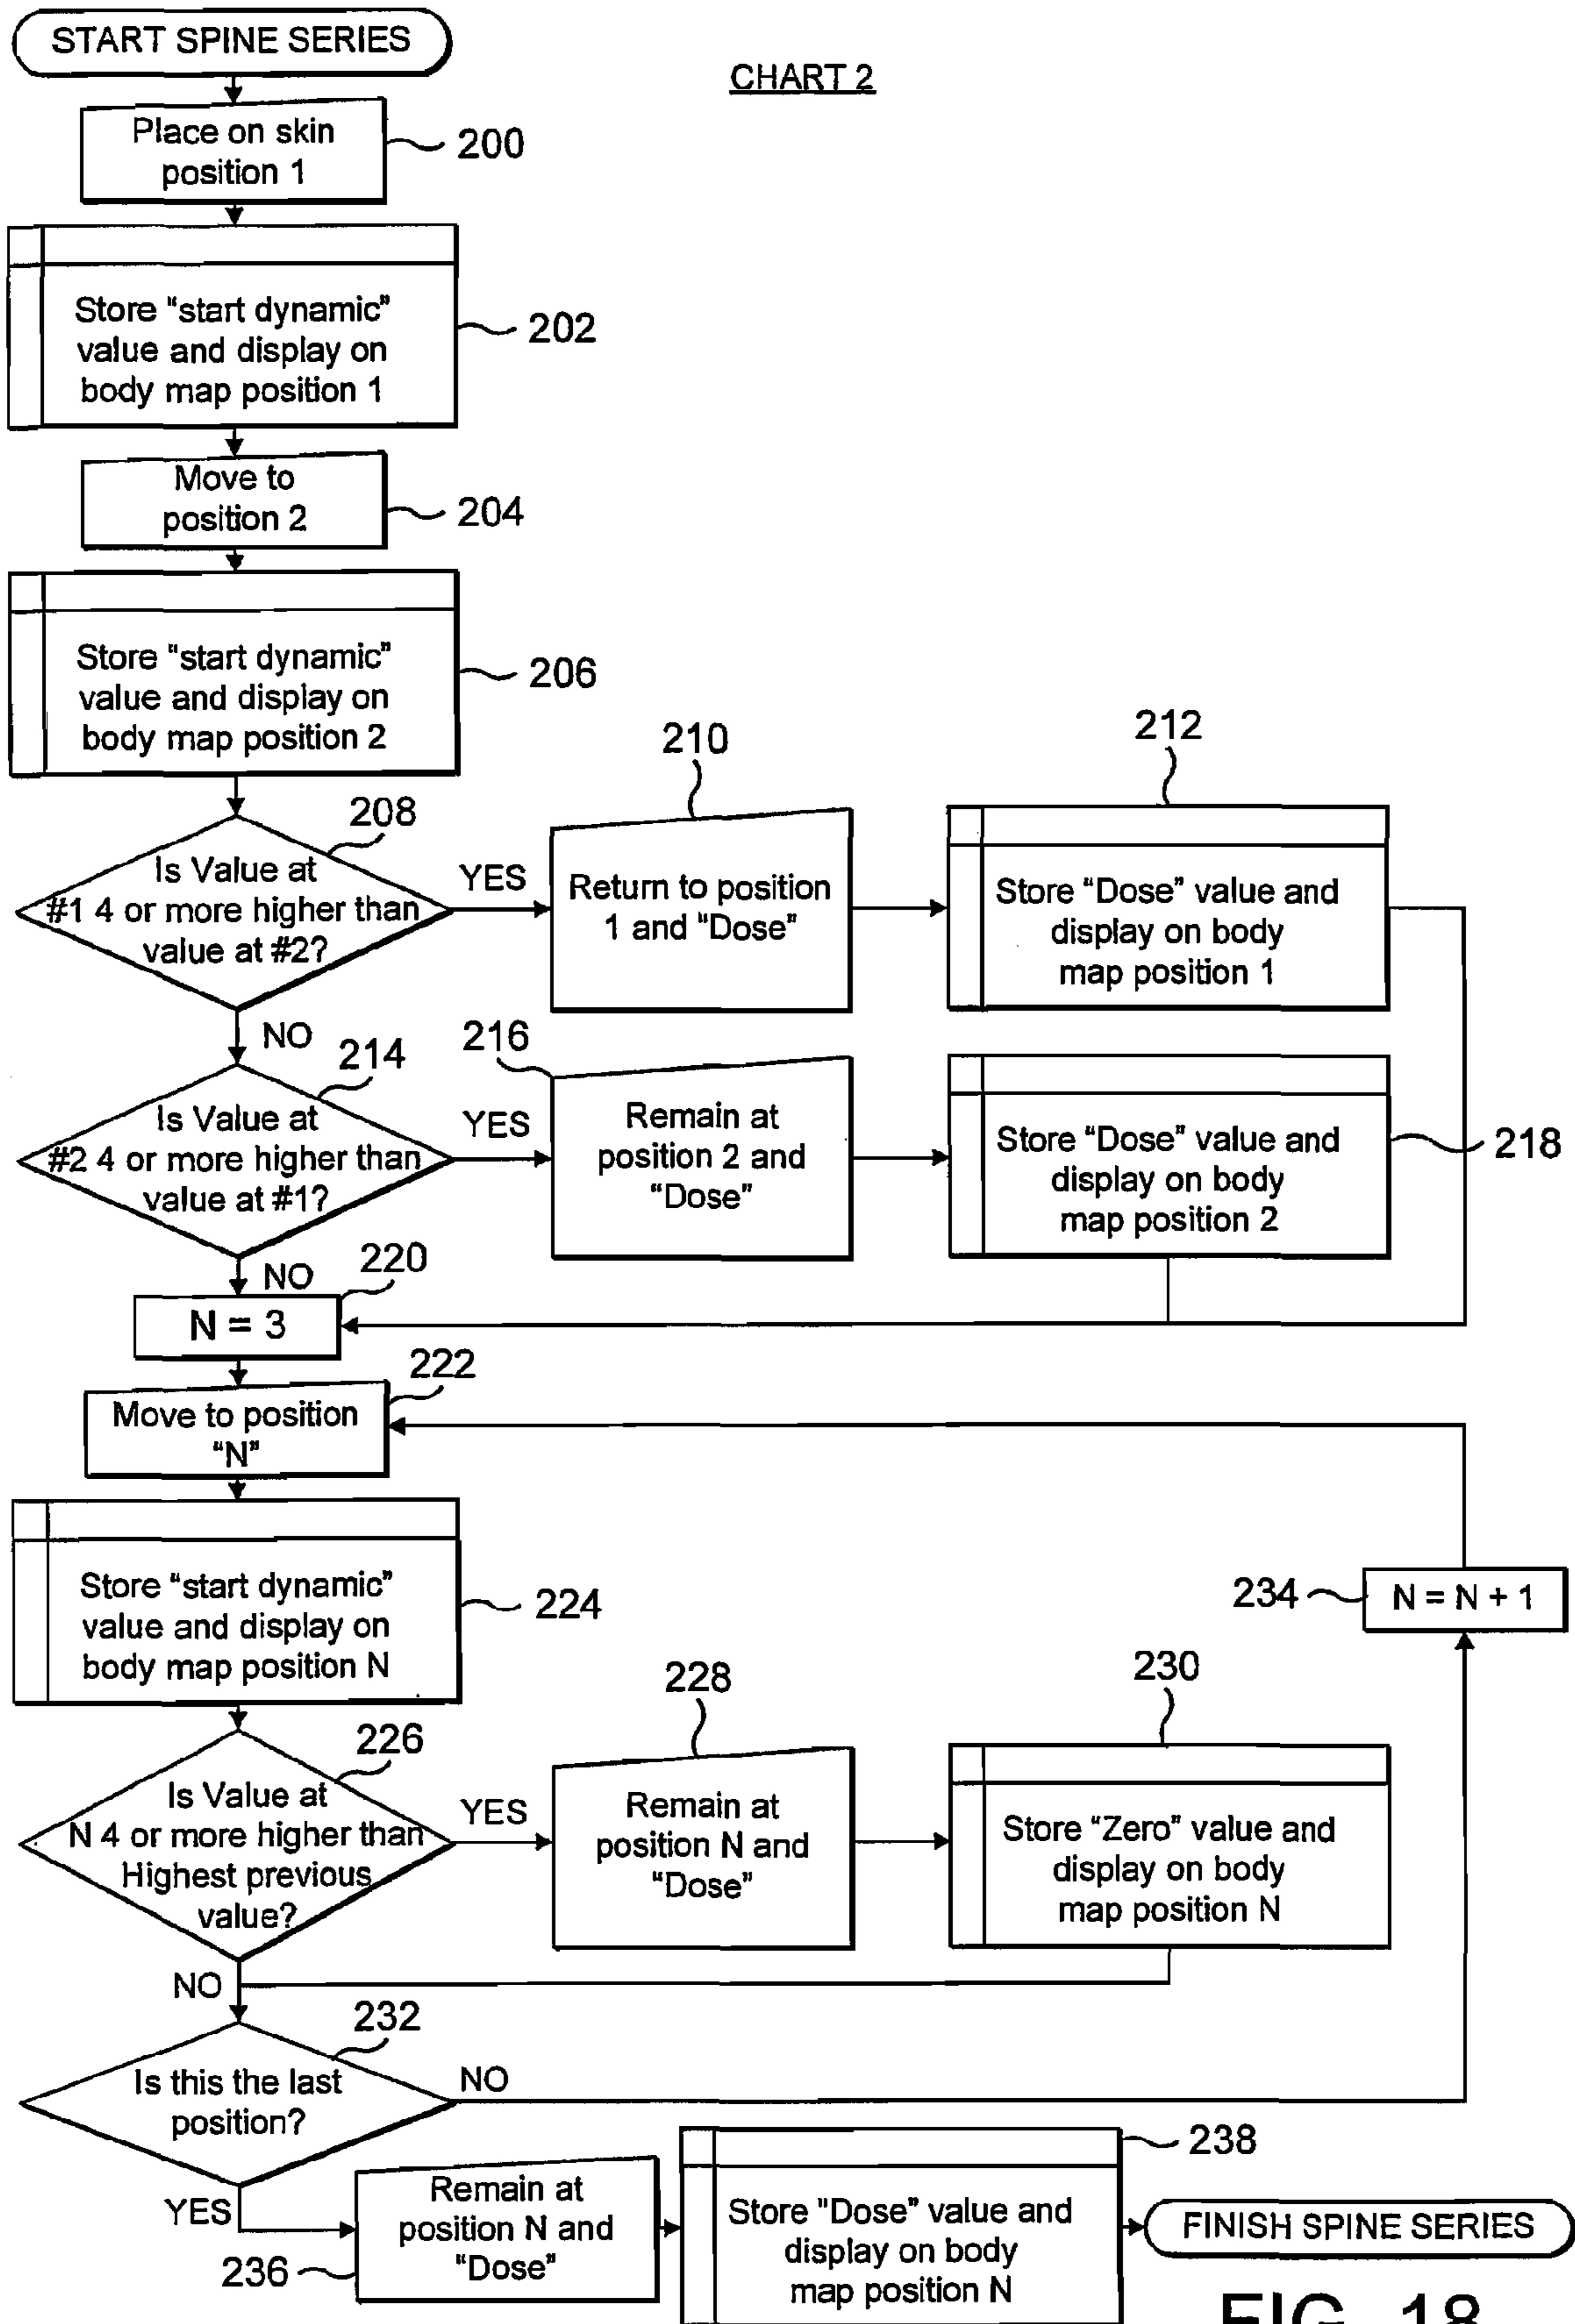 START SPINE SERIES
CHART 2
Place on skin
position 1
200
Store "start dynamic"
value and display on
body map position 1
202
Move to
position 2
204
Store "start dynamic"
value and display on
body map position 2
206
208
Is Value at
#1 4 or more higher than
value at #2?
YES
210
Return to position
1 and "Dose"
212
Store "Dose" value and
display on body
map position 1
NO
214
Is Value at
#2 4 or more higher than
value at #1?
YES
216
Remain at
position 2 and
"Dose"
Store "Dose" value and
display on body
map position 2
218
NO
220
N = 3
222
Move to position
"N"
Store "start dynamic"
value and display on
body map position N
224
234
N = N + 1
226
Is Value at
N 4 or more higher than
Highest previous
value?
YES
228
Remain at
position N and
"Dose"
230
Store "Zero" value and
display on body
map position N
NO
232
Is this the last
position?
NO
YES
236
Remain at
position N and
"Dose"
238
Store "Dose" value and
display on body
map position N
FINISH SPINE SERIES
FIG. 18